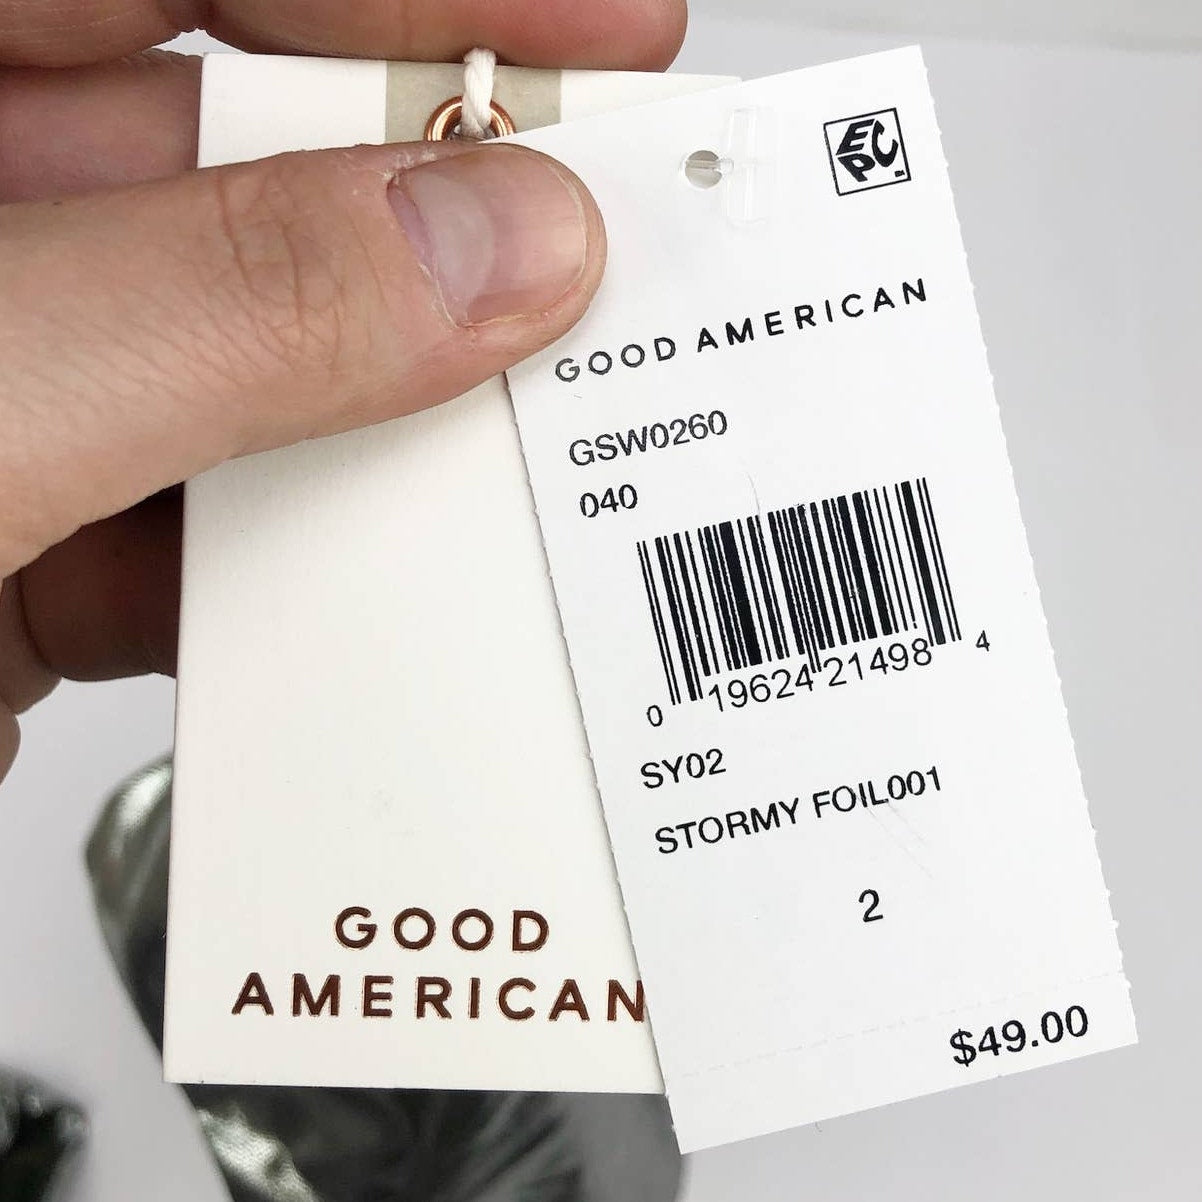 EPC.
GOOD AMERICAN
GSW0260
040
0 19624 21498 4
SY02
STORMY FOIL001
2
$49.00
GOOD
AMERICAN